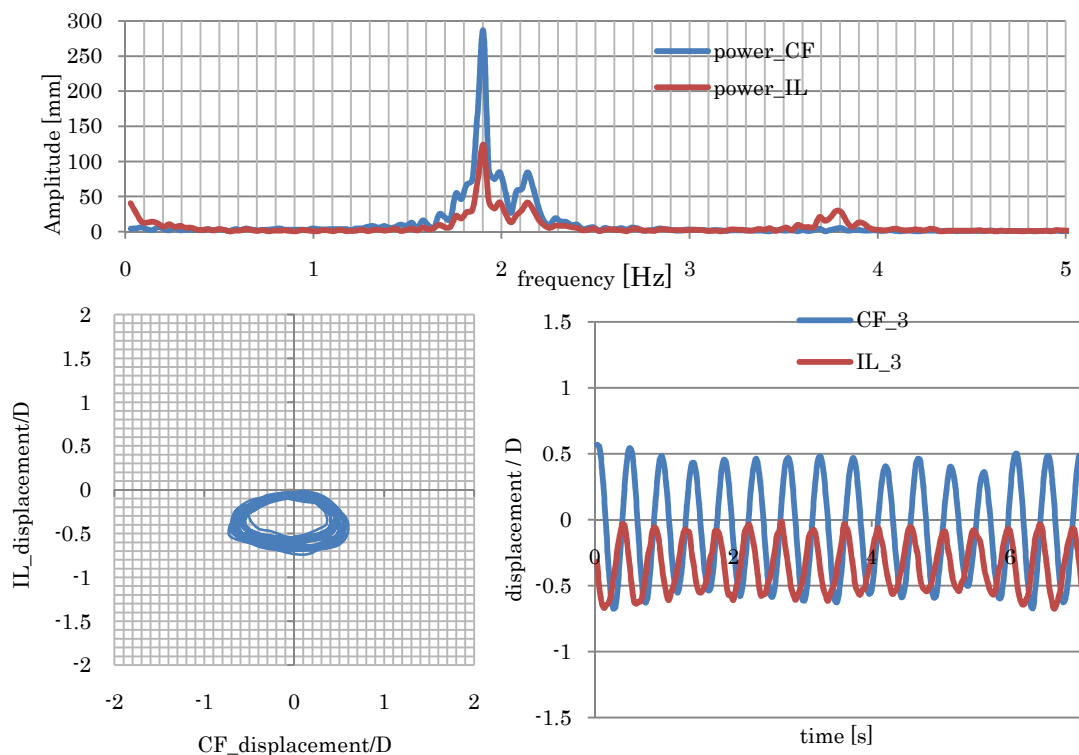 300
250
200
150
100
50
0
Amplitude [mm]
power_CF
power_IL
0 1 2 3 4 5
frequency [Hz]
2
1.5
1
0.5
0
-0.5
-1
-1.5
-2
IL_displacement/D
-2 -1 0 1 2
CF_displacement/D
1.5
1
0.5
0
-0.5
-1
-1.5
displacement / D
CF_3
IL_3
0 2 4 6
time [s]